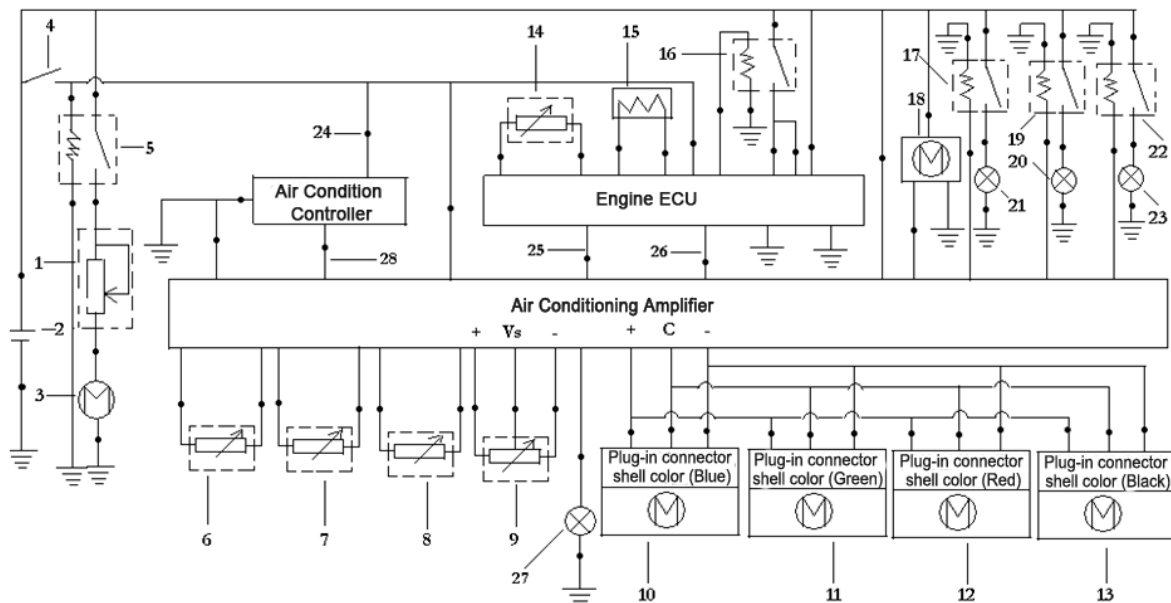 4
14
15
16
17
18
24
5
19
22
Air Condition
Controller
Engine ECU
20
21
23
1
28
25
26
Air Conditioning Amplifier
2
+ Vs - + C -
3
Plug-in connector
shell color (Blue)
Plug-in connector
shell color (Green)
Plug-in connector
shell color (Red)
Plug-in connector
shell color (Black)
6
7
8
9
27
10
11
12
13